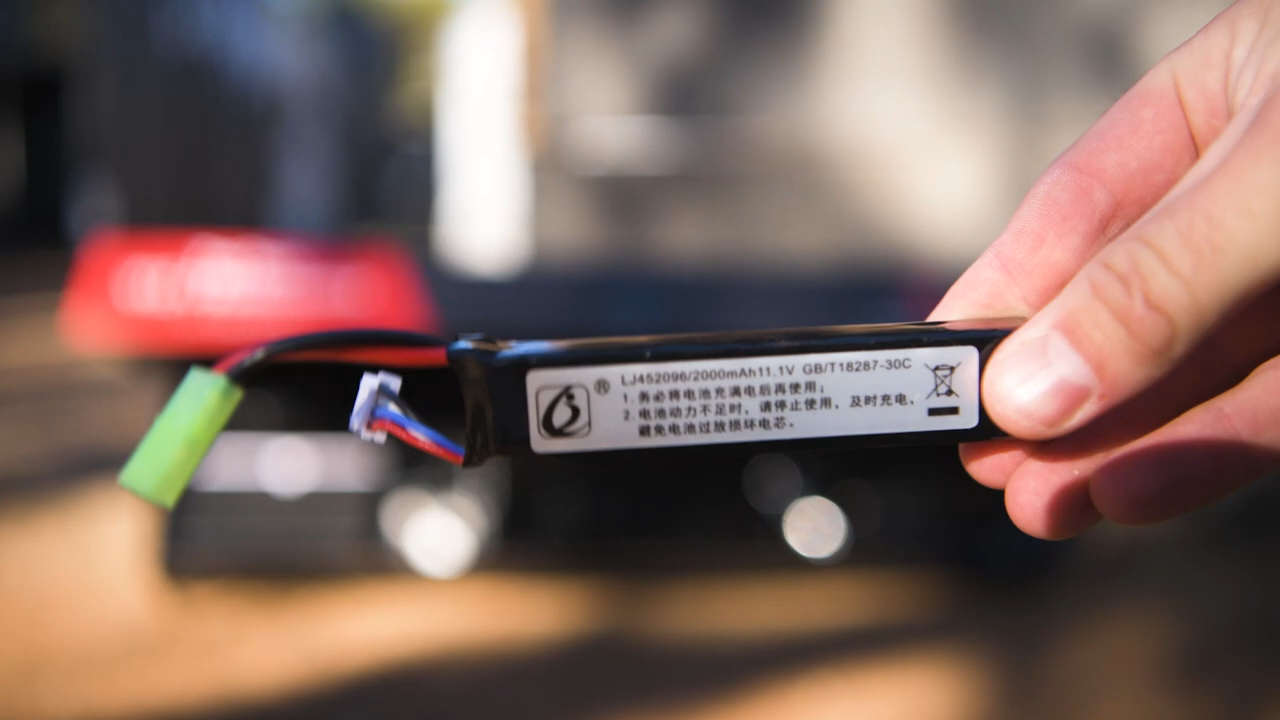 ®
LJ452096/2000mAh11.1V GB/T18287-30C
1.务必将电池充满电后再使用;
2.电池动力不足时,请停止使用,及时充电,
避免电池过放损坏电芯。